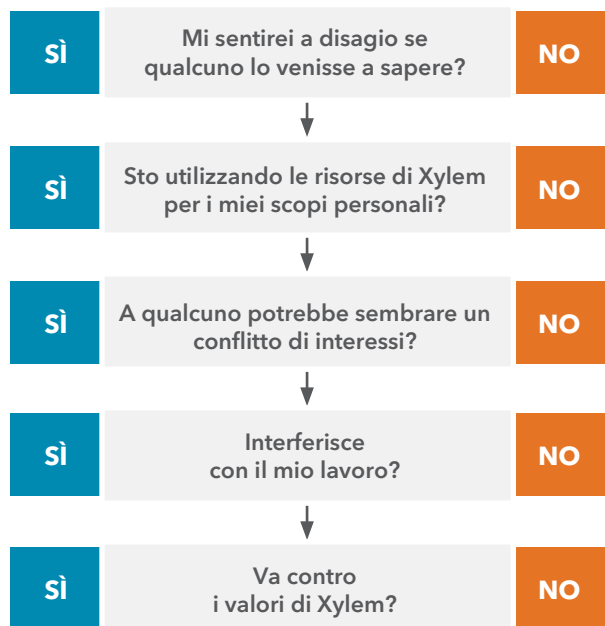 SÌ
Mi sentirei a disagio se
qualcuno lo venisse a sapere?
NO
SÌ
Sto utilizzando le risorse di Xylem
per i miei scopi personali?
NO
SÌ
A qualcuno potrebbe sembrare un
conflitto di interessi?
NO
SÌ
Interferisce
con il mio lavoro?
NO
SÌ
Va contro
i valori di Xylem?
NO